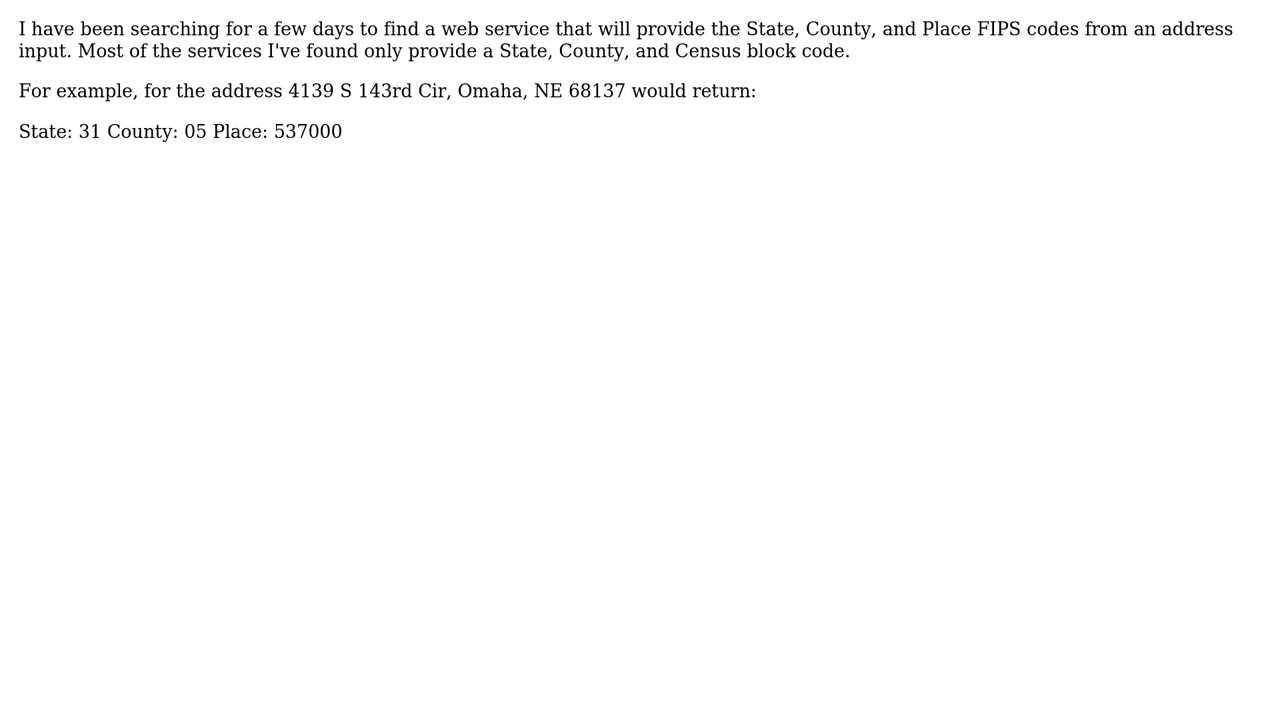 I have been searching for a few days to find a web service that will provide the State, County, and Place FIPS codes from an address
input. Most of the services I've found only provide a State, County, and Census block code.
For example, for the address 4139 S 143rd Cir, Omaha, NE 68137 would return:
State: 31 County: 05 Place: 537000